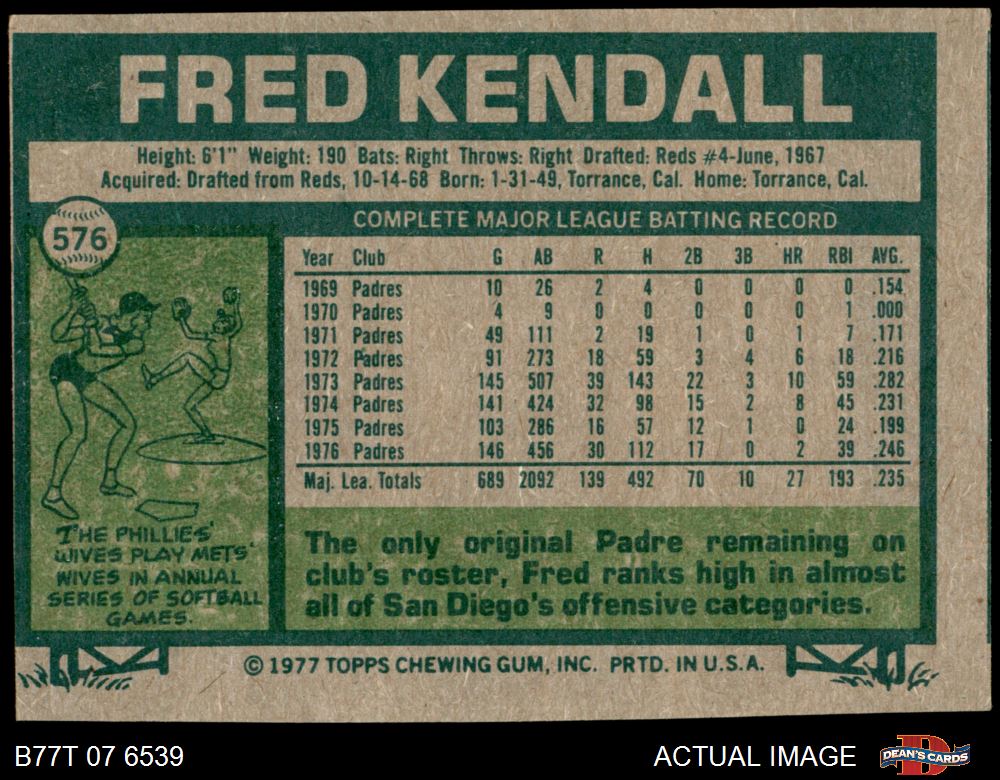 FRED KENDALL
Height: 6'1" Weight: 190 Bats: Right Throws: Right Drafted: Reds #4-June, 1967
Acquired: Drafted from Reds, 10-14-68 Born: 1-31-49, Torrance, Cal. Home: Torrance, Cal.
576
COMPLETE MAJOR LEAGUE BATTING RECORD
Year Club G AB R H 2B 3B HR RBI AVG.
1969 Padres 10 26 2 4 0 0 0 0 .154
1970 Padres 4 9 0 0 0 0 0 1 .000
1971 Padres 49 111 2 19 1 0 1 7 .171
1972 Padres 91 273 18 59 3 4 6 18 .216
1973 Padres 145 507 39 143 22 3 10 59 .282
1974 Padres 141 424 32 98 15 2 8 45 .231
1975 Padres 103 286 16 57 12 1 0 24 .199
1976 Padres 146 456 30 112 17 0 2 39 .246
Maj. Lea. Totals 689 2092 139 492 70 10 27 193 .235
THE PHILLIES'
WIVES PLAY METS'
WIVES IN ANNUAL
SERIES OF SOFTBALL
GAMES.
The only original Padre remaining on
club's roster, Fred ranks high in almost
all of San Diego's offensive categories.
© 1977 TOPPS CHEWING GUM, INC. PRTD. IN U.S.A.
B77T 07 6539
ACTUAL IMAGE
D
DEAN'S CARDS